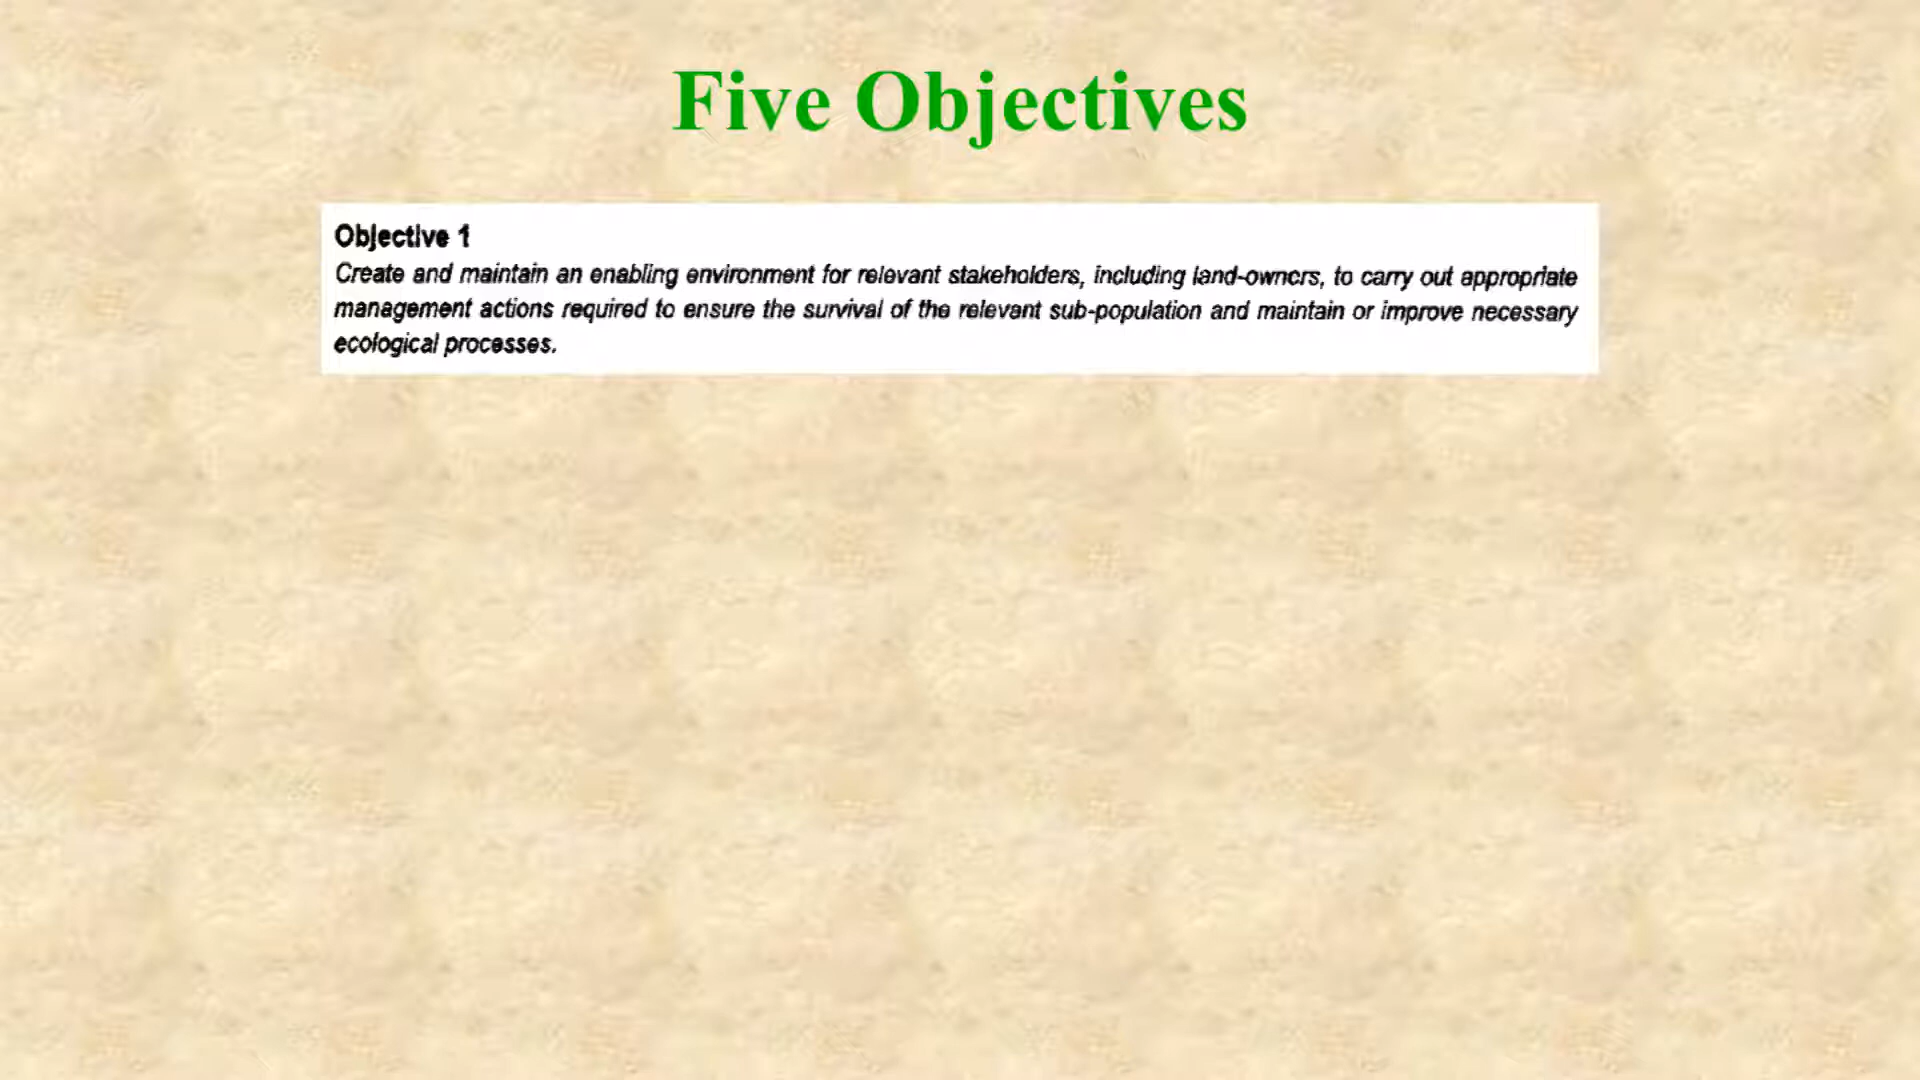 Five Objectives
Objective 1
Create and maintain an enabling environment for relevant stakeholders, including land-owners, to carry out appropriate
management actions required to ensure the survival of the relevant sub-population and maintain or improve necessary
ecological processes.